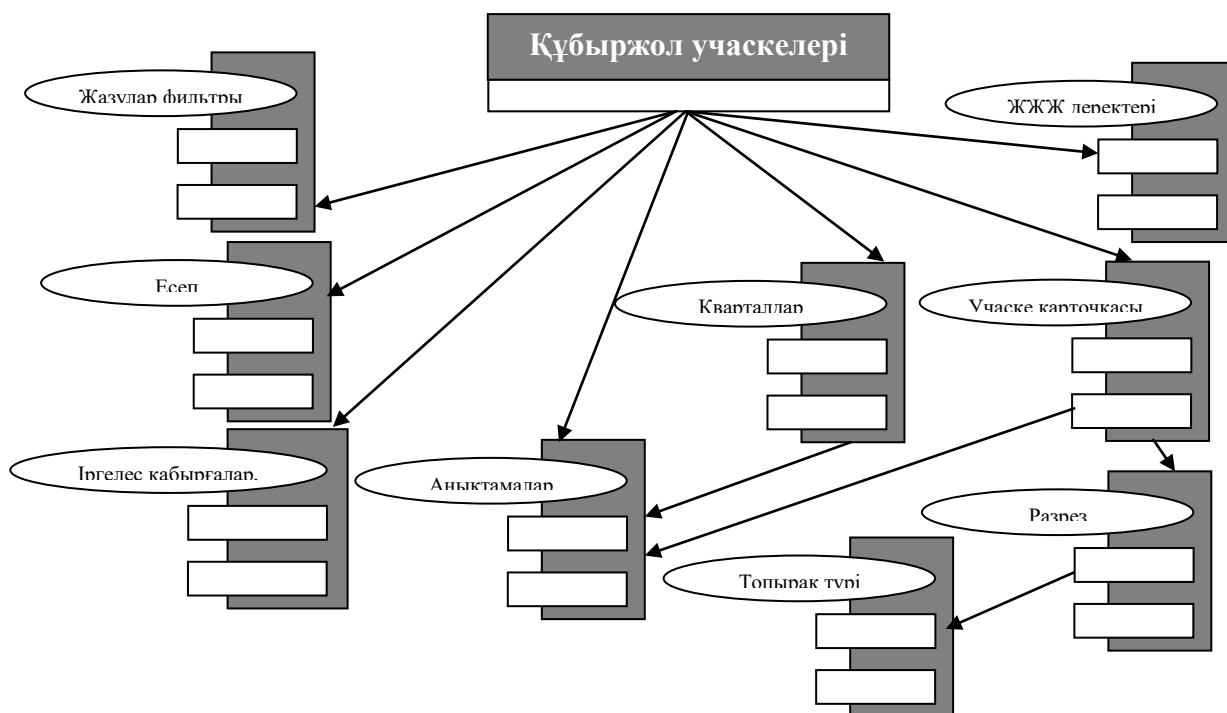 Құбыржол учаскелері
Жазулар фильтры
ЖЖЖ деректері
Есеп
Кварталдар
Учаске карточкасы
Іргелес қабырғалар.
Анықтамалар
Разрез
Топырақ түрі